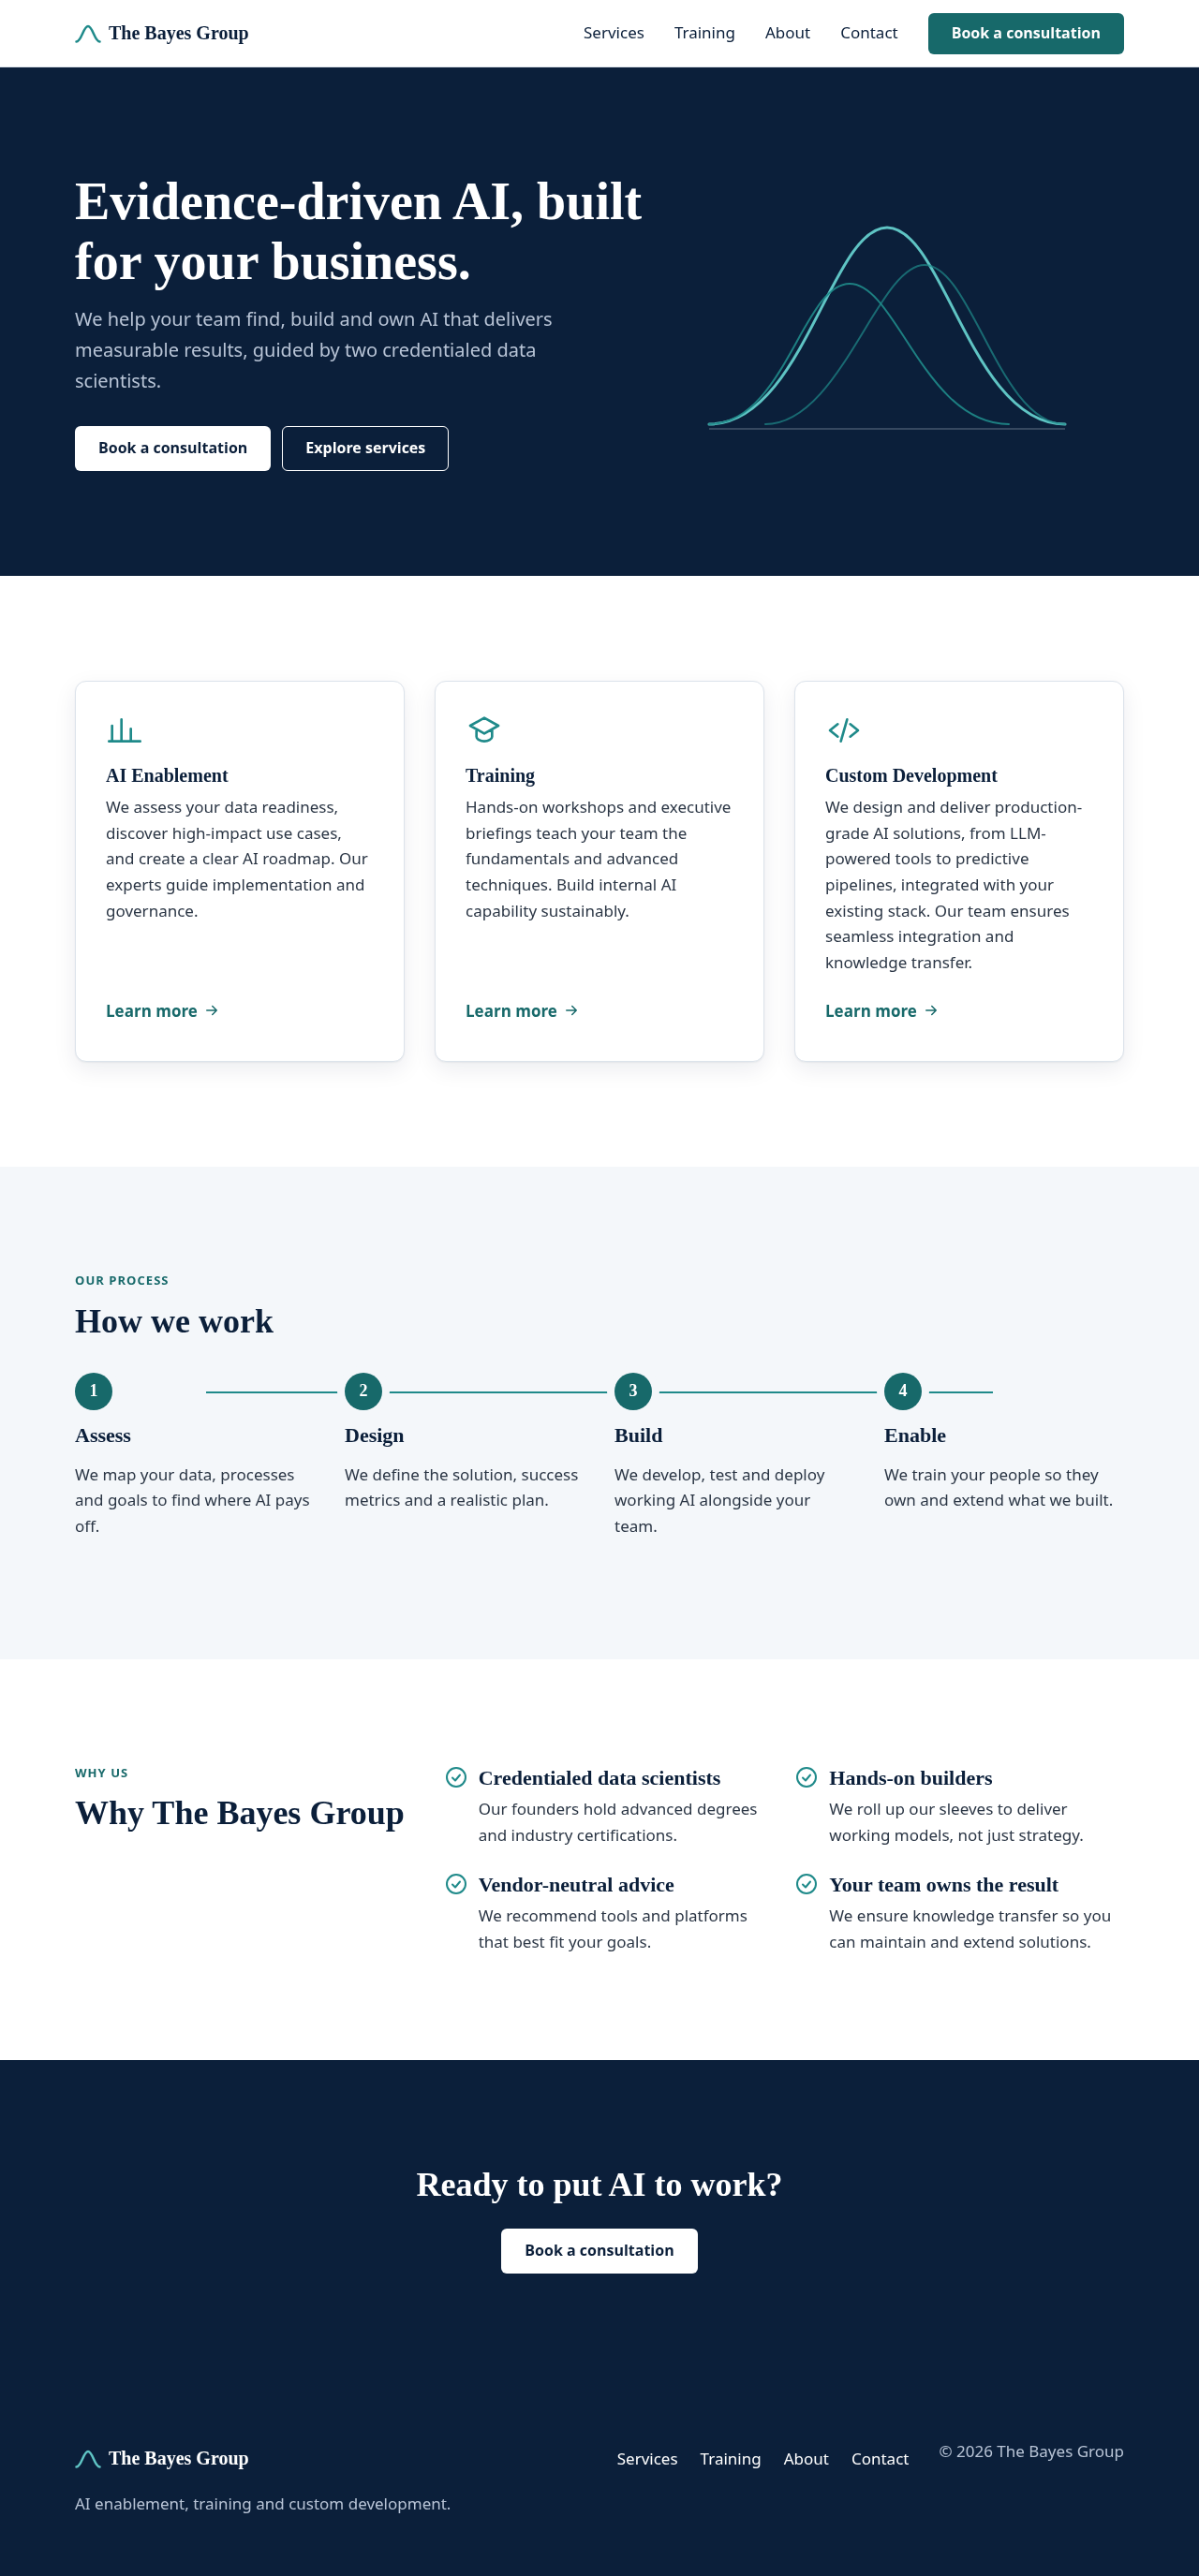 The Bayes Group
Services
Training
About
Contact
Book a consultation
Evidence-driven AI, built
for your business.
We help your team find, build and own AI that delivers
measurable results, guided by two credentialed data
scientists.
Book a consultation
Explore services
AI Enablement
We assess your data readiness,
discover high-impact use cases,
and create a clear AI roadmap. Our
experts guide implementation and
governance.
Learn more →
Training
Hands-on workshops and executive
briefings teach your team the
fundamentals and advanced
techniques. Build internal AI
capability sustainably.
Learn more →
Custom Development
We design and deliver production-
grade AI solutions, from LLM-
powered tools to predictive
pipelines, integrated with your
existing stack. Our team ensures
seamless integration and
knowledge transfer.
Learn more →
OUR PROCESS
How we work
1
Assess
We map your data, processes
and goals to find where AI pays
off.
2
Design
We define the solution, success
metrics and a realistic plan.
3
Build
We develop, test and deploy
working AI alongside your
team.
4
Enable
We train your people so they
own and extend what we built.
WHY US
Why The Bayes Group
Credentialed data scientists
Our founders hold advanced degrees
and industry certifications.
Hands-on builders
We roll up our sleeves to deliver
working models, not just strategy.
Vendor-neutral advice
We recommend tools and platforms
that best fit your goals.
Your team owns the result
We ensure knowledge transfer so you
can maintain and extend solutions.
Ready to put AI to work?
Book a consultation
The Bayes Group
AI enablement, training and custom development.
Services
Training
About
Contact
© 2026 The Bayes Group